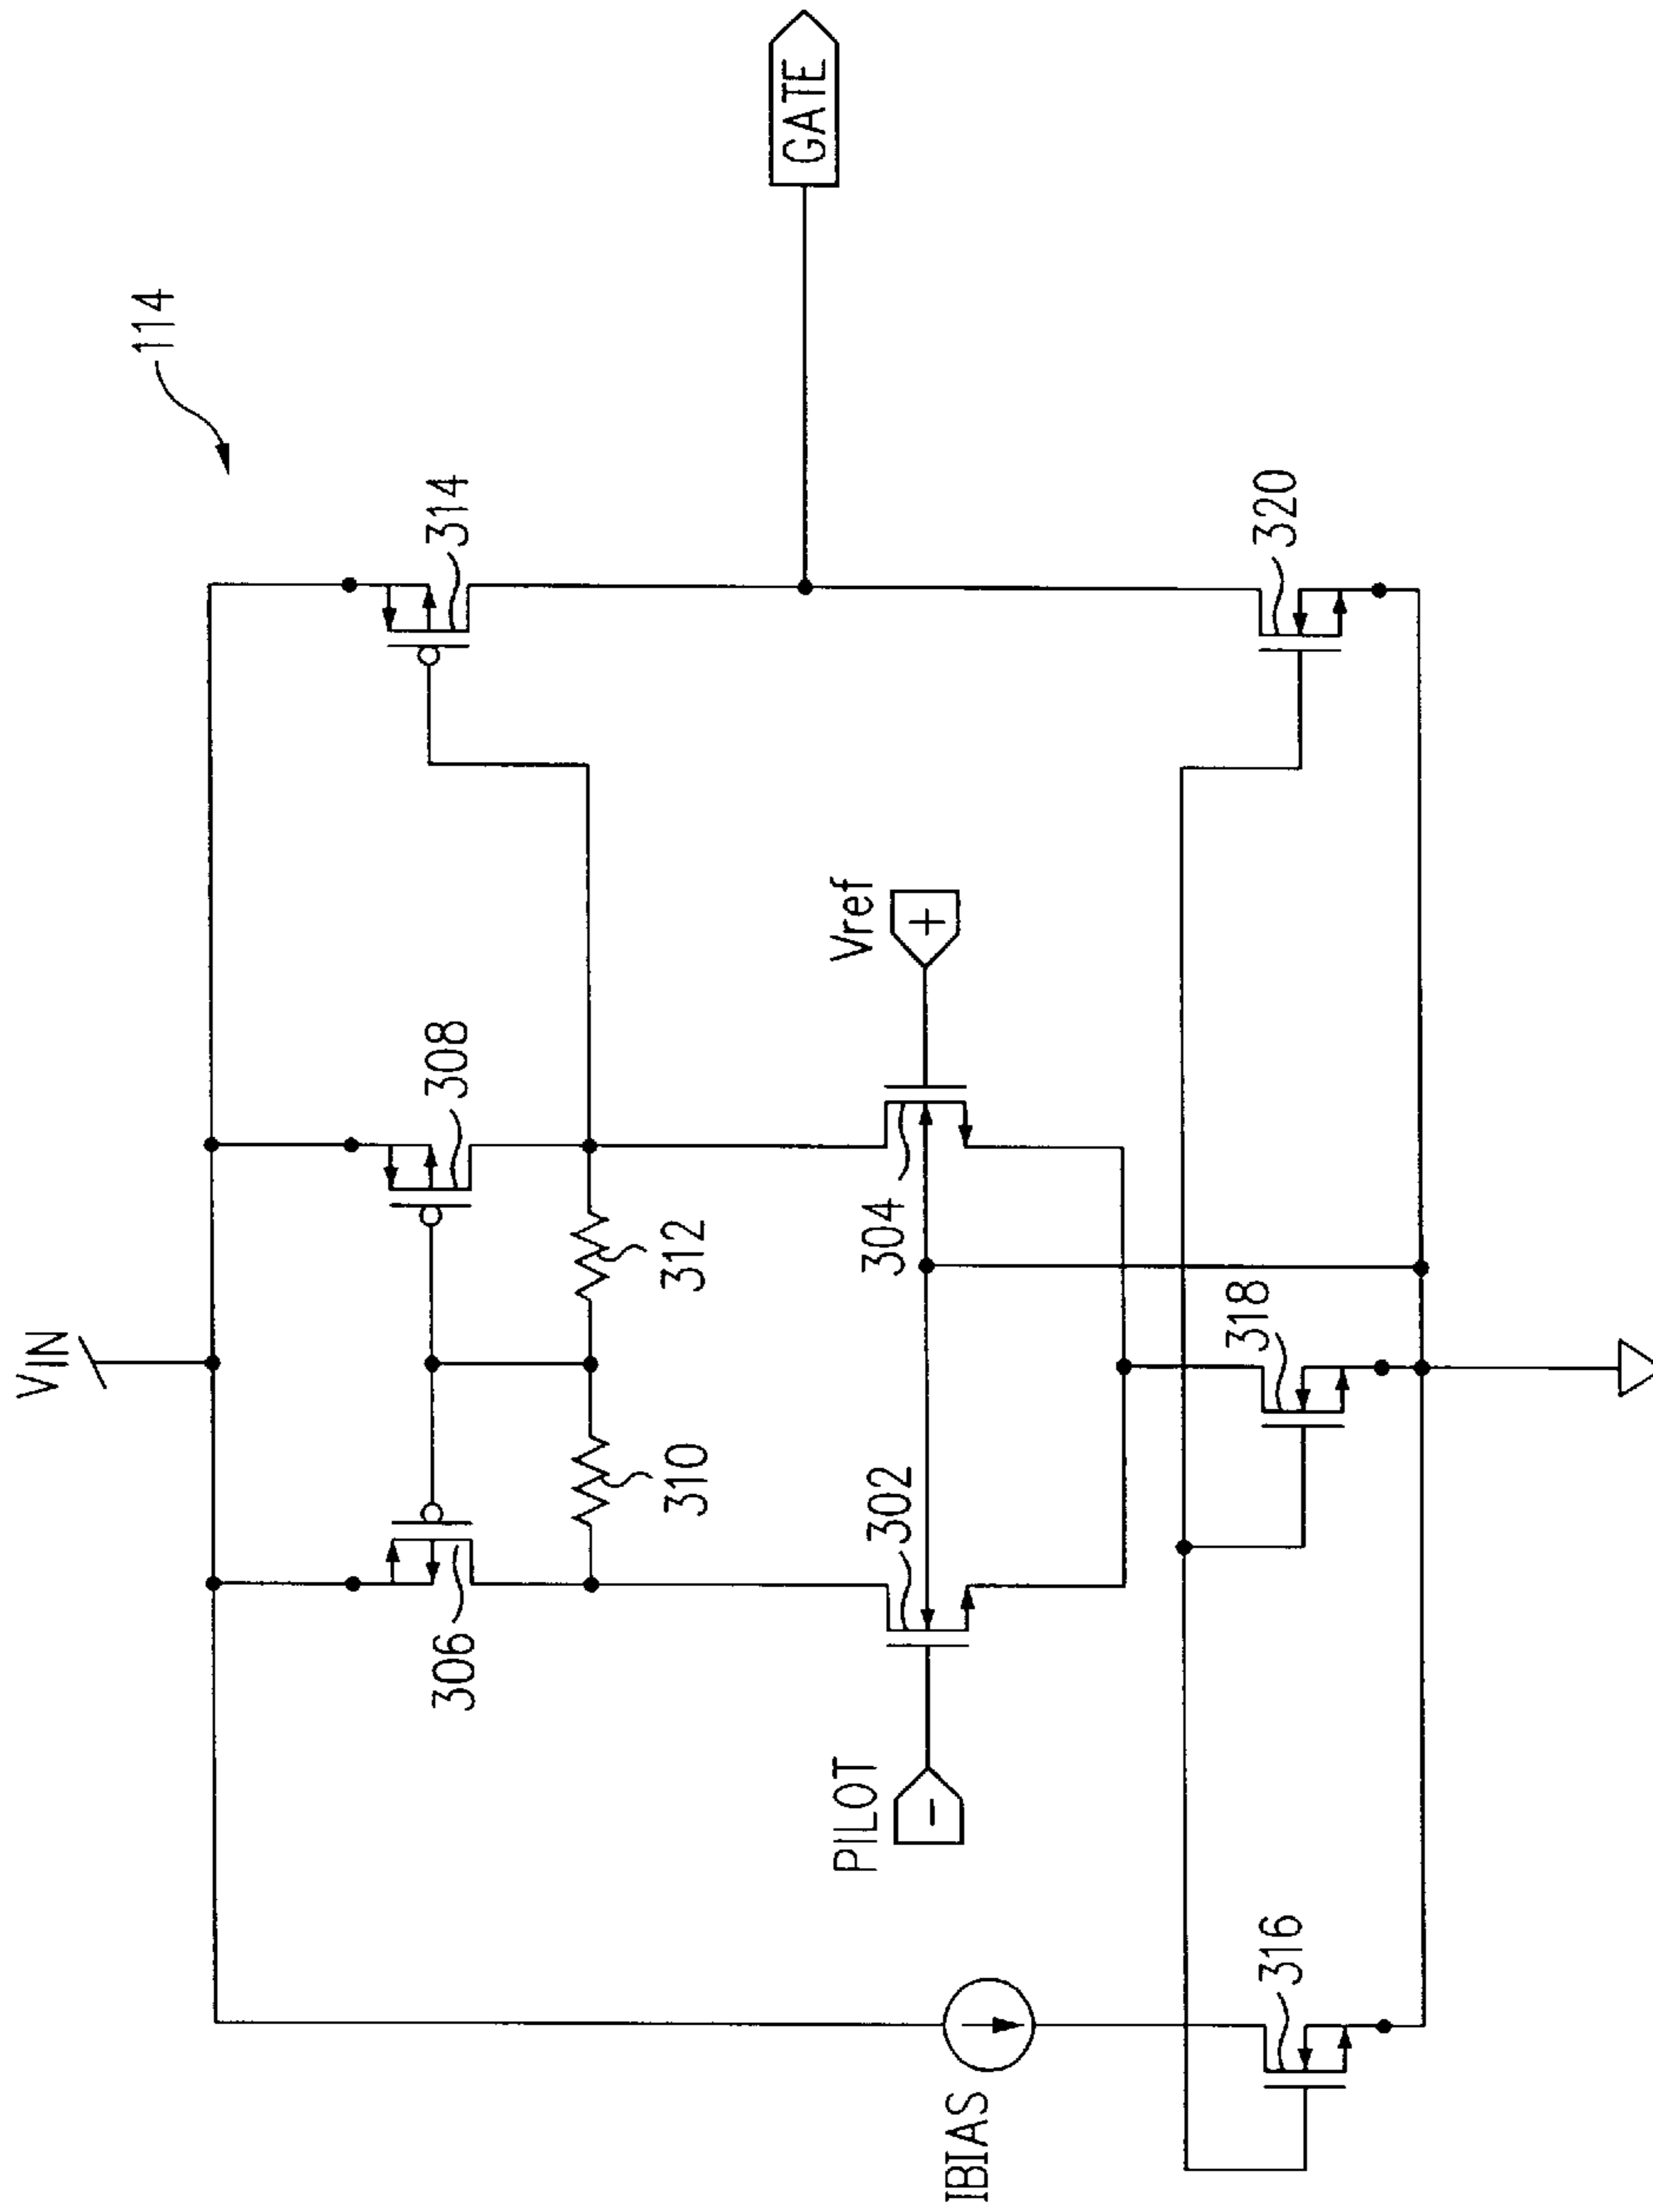 114
VIN
306
308
314
GATE
310
312
PILOT
-
302
304
Vref
+
IBIAS
316
318
320